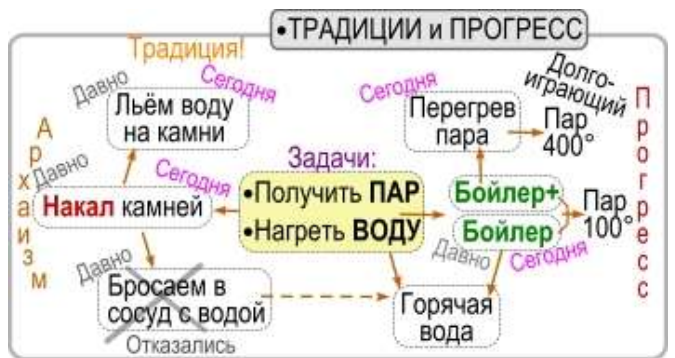 •ТРАДИЦИИ и ПРОГРЕСС
Традиция!
Давно
Сегодня
Льём воду
на камни
Архаизм
Давно
Сегодня
Накал камней
Задачи:
•Получить ПАР
•Нагреть ВОДУ
Давно
Бросаем в
сосуд с водой
Отказались
Сегодня
Перегрев
пара
Долго-
играющий
Пар
400°
Бойлер+
Бойлер
Пар
100°
Давно
Сегодня
Горячая
вода
Прогресс